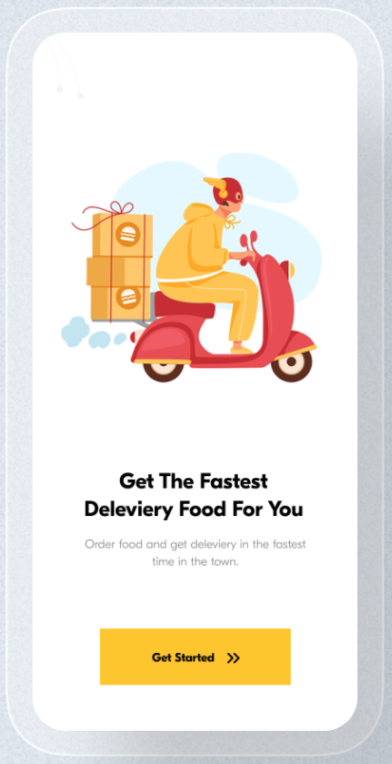 Get The Fastest
Deleviery Food For You
Order food and get deleviery in the fastest
time in the town.
Get Started